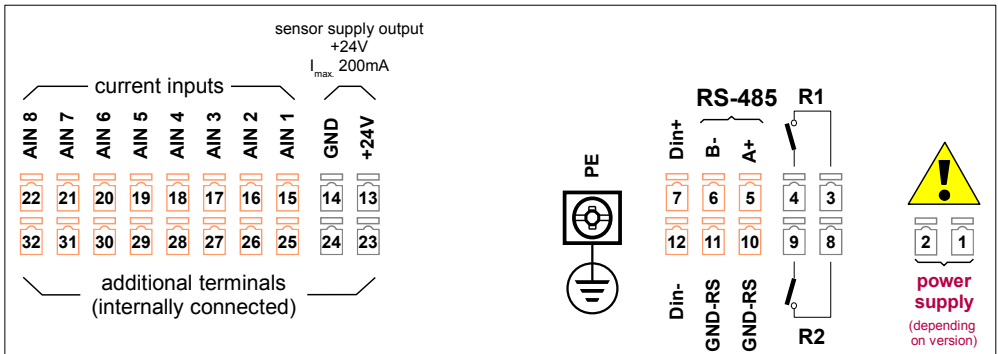 sensor supply output
+24V
Imax. 200mA
current inputs
AIN 8 AIN 7 AIN 6 AIN 5 AIN 4 AIN 3 AIN 2 AIN 1 GND +24V
22 21 20 19 18 17 16 15 14 13
32 31 30 29 28 27 26 25 24 23
additional terminals
(internally connected)
PE
RS-485 R1
Din+ B- A+
7 6 5 4 3
12 11 10 9 8
Din- GND-RS GND-RS
R2
!
2 1
power
supply
(depending
on version)